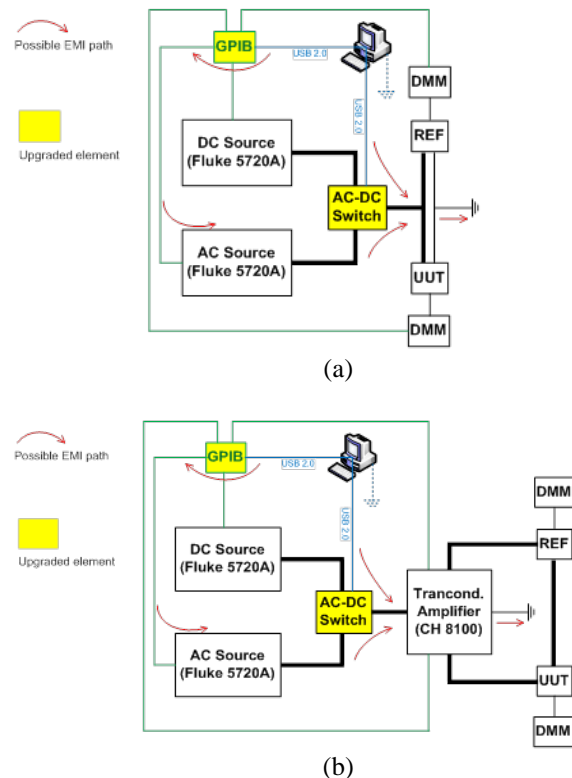 Possible EMI path
Upgraded element
GPIB
USB 2.0
USB 2.0
DMM
REF
DC Source
(Fluke 5720A)
AC-DC
Switch
AC Source
(Fluke 5720A)
UUT
DMM
(a)
Possible EMI path
Upgraded element
GPIB
USB 2.0
USB 2.0
DMM
REF
DC Source
(Fluke 5720A)
AC-DC
Switch
Trancond.
Amplifier
(CH 8100)
AC Source
(Fluke 5720A)
UUT
DMM
(b)